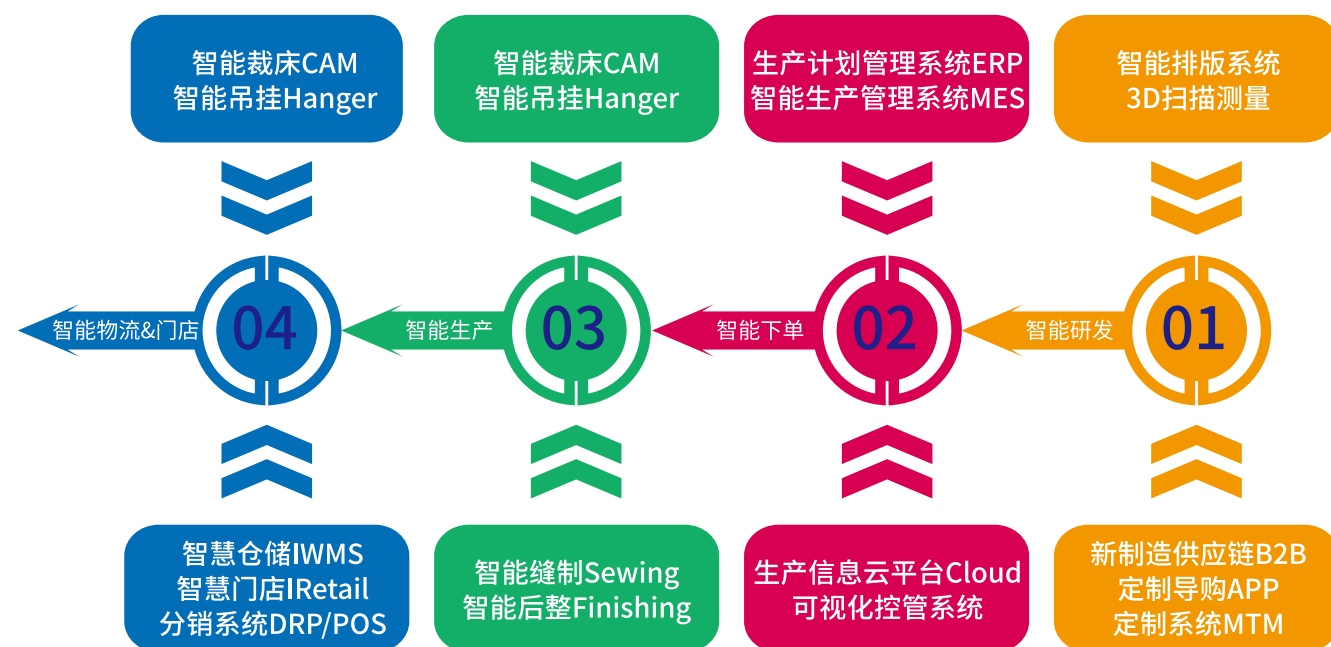 智能裁床CAM
智能吊挂Hanger
智能裁床CAM
智能吊挂Hanger
生产计划管理系统ERP
智能生产管理系统MES
智能排版系统
3D扫描测量
智能物流&门店
04
智能生产
03
智能下单
02
智能研发
01
智慧仓储IWMS
智慧门店IRetail
分销系统DRP/POS
智能缝制Sewing
智能后整Finishing
生产信息云平台Cloud
可视化控管系统
新制造供应链B2B
定制导购APP
定制系统MTM